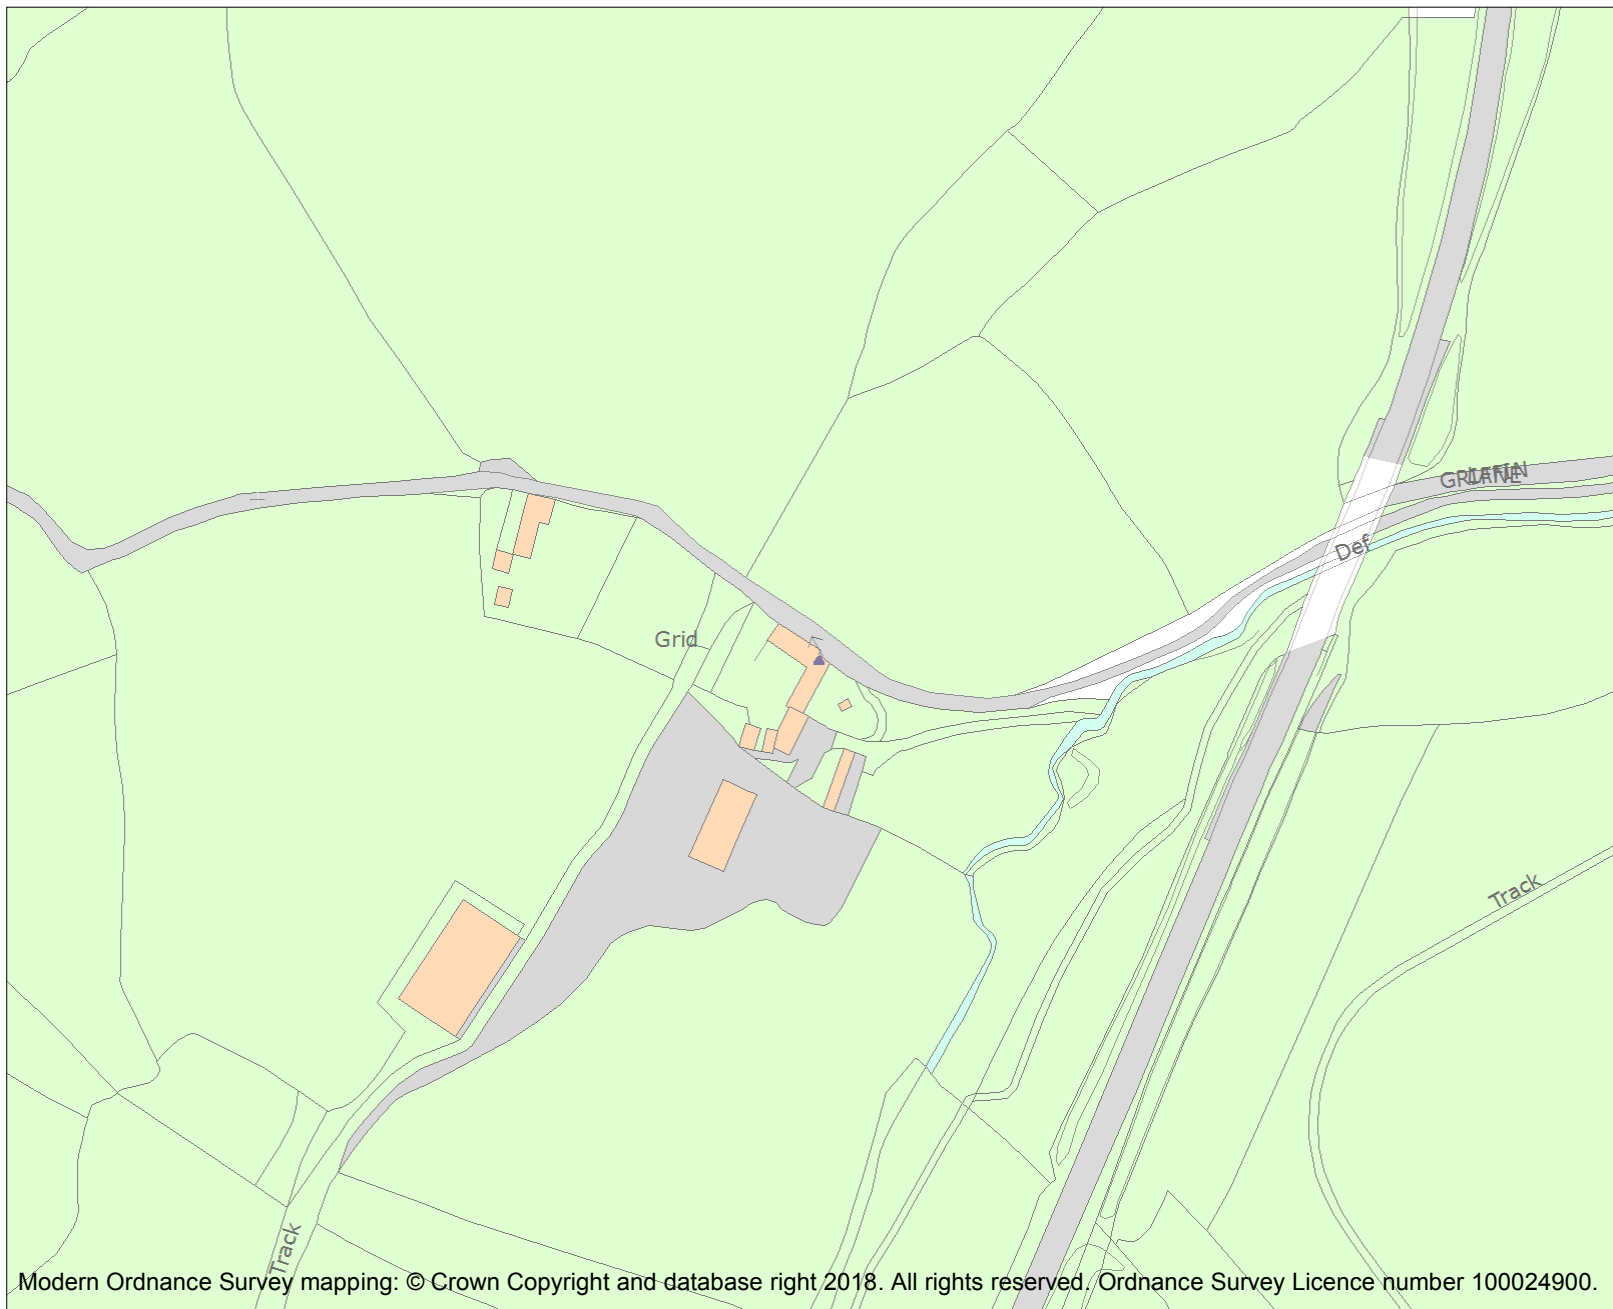 Def
Grid
Track
Track
Modern Ordnance Survey mapping: © Crown Copyright and database right 2018. All rights reserved. Ordnance Survey Licence number 100024900.